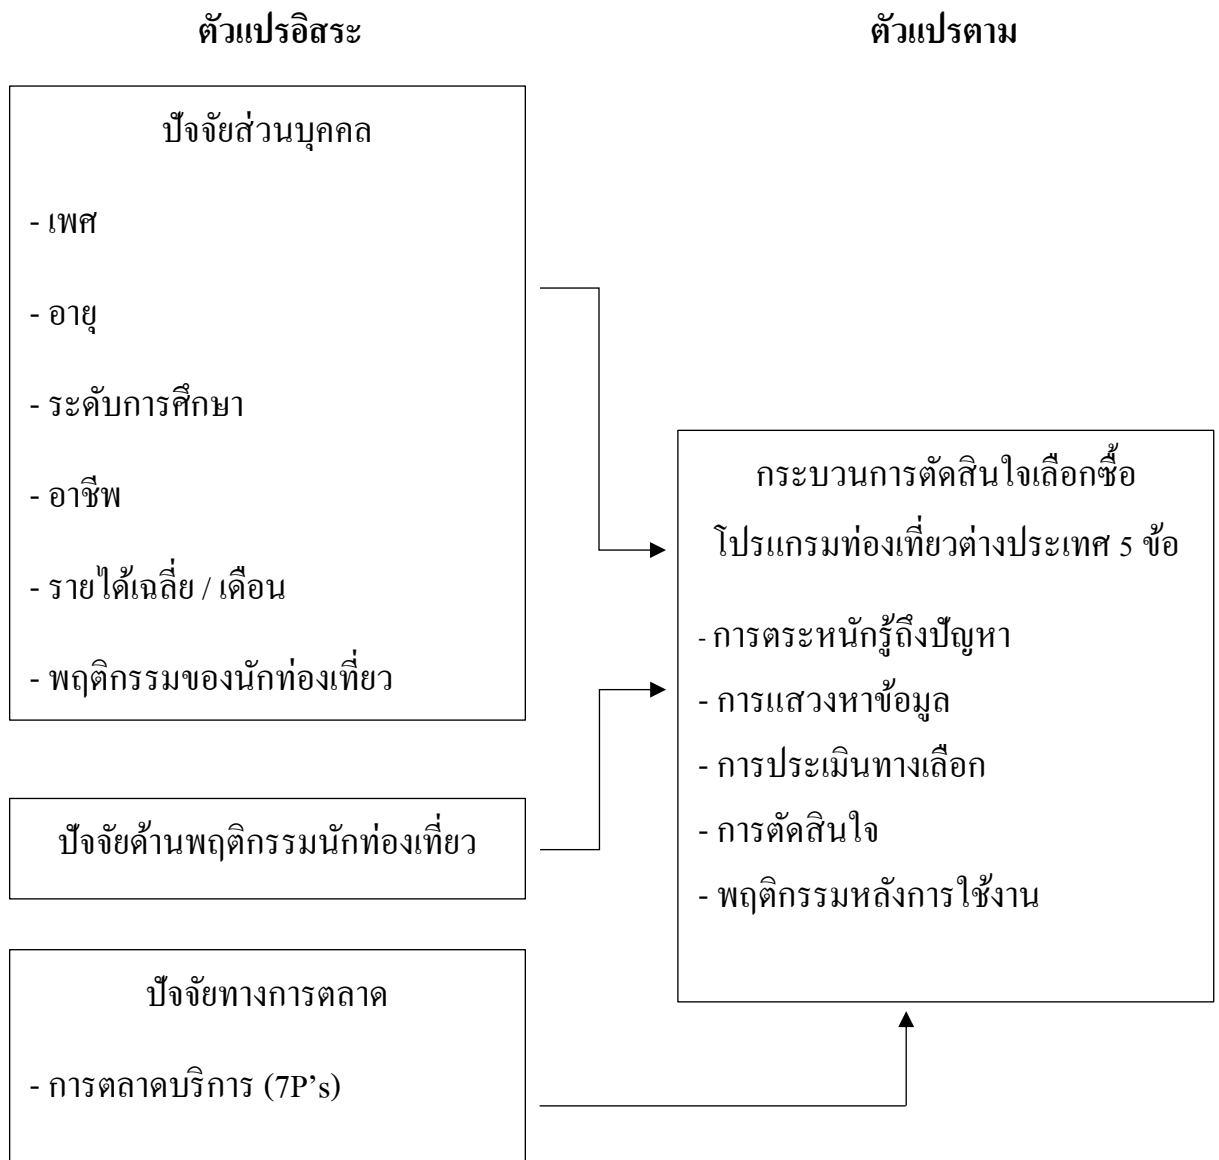 ตัวแปรอิสระ
ตัวแปรตาม
ปัจจัยส่วนบุคคล
- เพศ
- อายุ
- ระดับการศึกษา
- อาชีพ
- รายได้เฉลี่ย / เดือน
- พฤติกรรมของนักท่องเที่ยว
ปัจจัยด้านพฤติกรรมนักท่องเที่ยว
ปัจจัยทางการตลาด
- การตลาดบริการ (7P’s)
กระบวนการตัดสินใจเลือกซื้อ
โปรแกรมท่องเที่ยวต่างประเทศ 5 ข้อ
- การตระหนักรู้ถึงปัญหา
- การแสวงหาข้อมูล
- การประเมินทางเลือก
- การตัดสินใจ
- พฤติกรรมหลังการใช้งาน